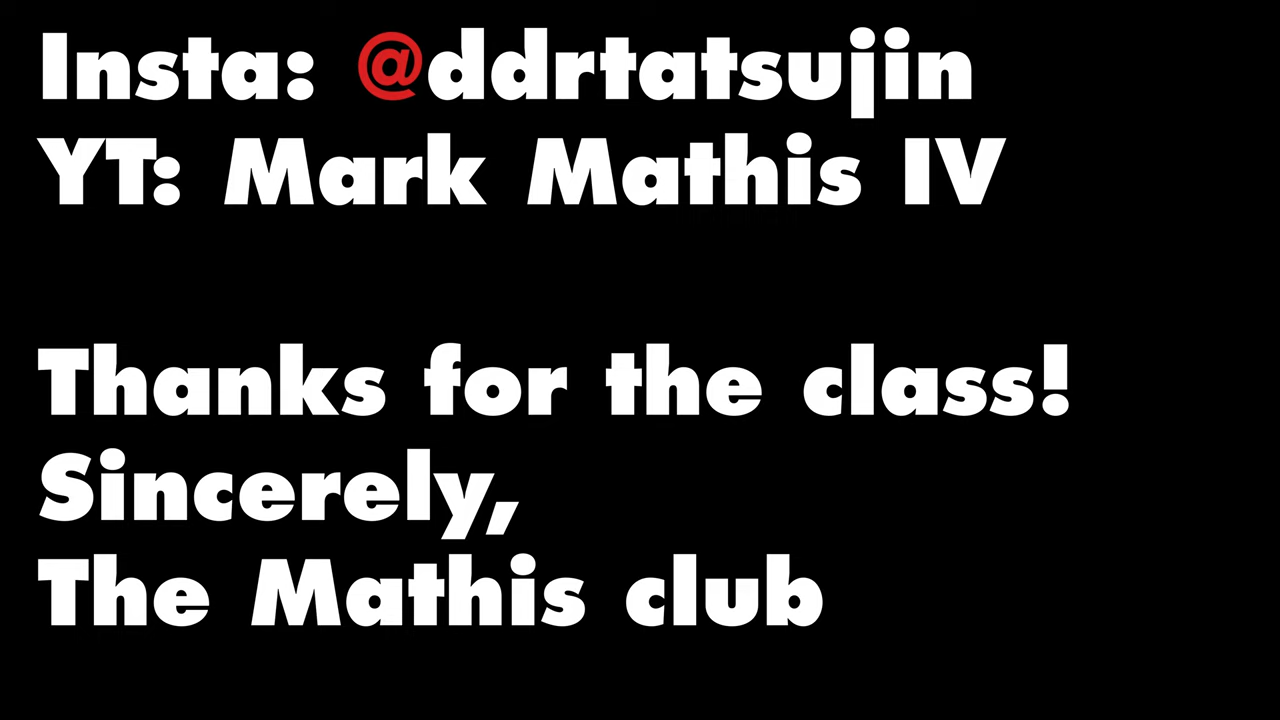 Insta: @ddrtatsujin
YT: Mark Mathis IV
Thanks for the class!
Sincerely,
The Mathis club